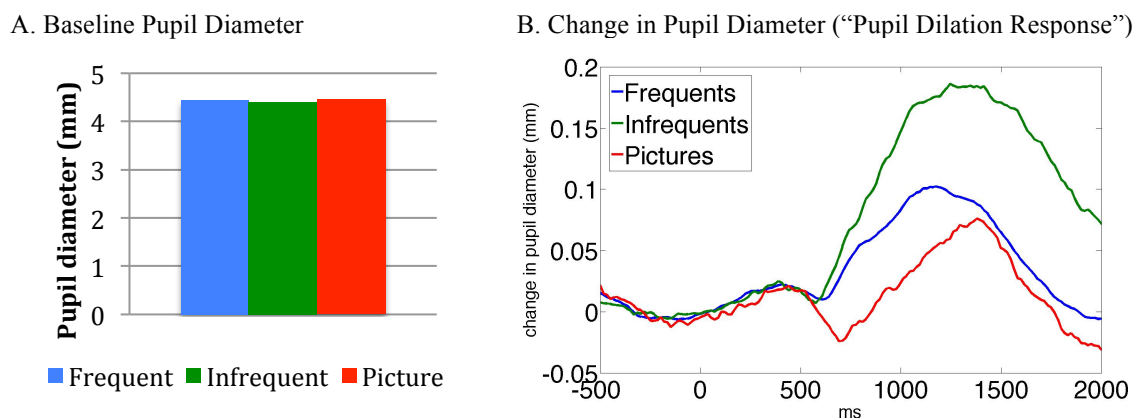 A. Baseline Pupil Diameter
Pupil diameter (mm)
5
4
3
2
1
0
Frequent Infrequent Picture
B. Change in Pupil Diameter (“Pupil Dilation Response”)
change in pupil diameter (mm)
0.2
0.15
0.1
0.05
0
-0.05
Frequents
Infrequents
Pictures
-500 0 500 1000 1500 2000
ms